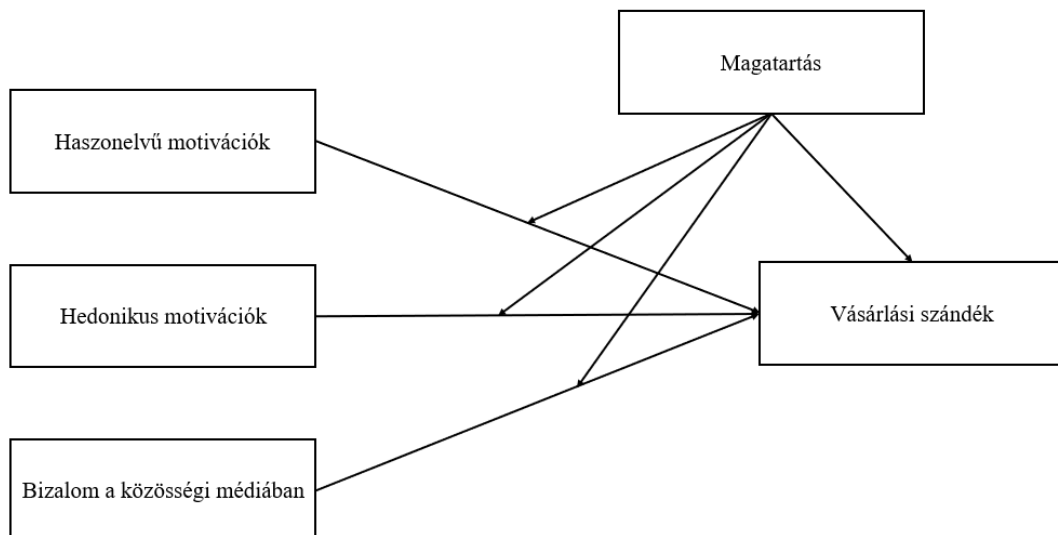 Magatartás
Haszonelvű motivációk
Hedonikus motivációk
Vásárlási szándék
Bizalom a közösségi médiában